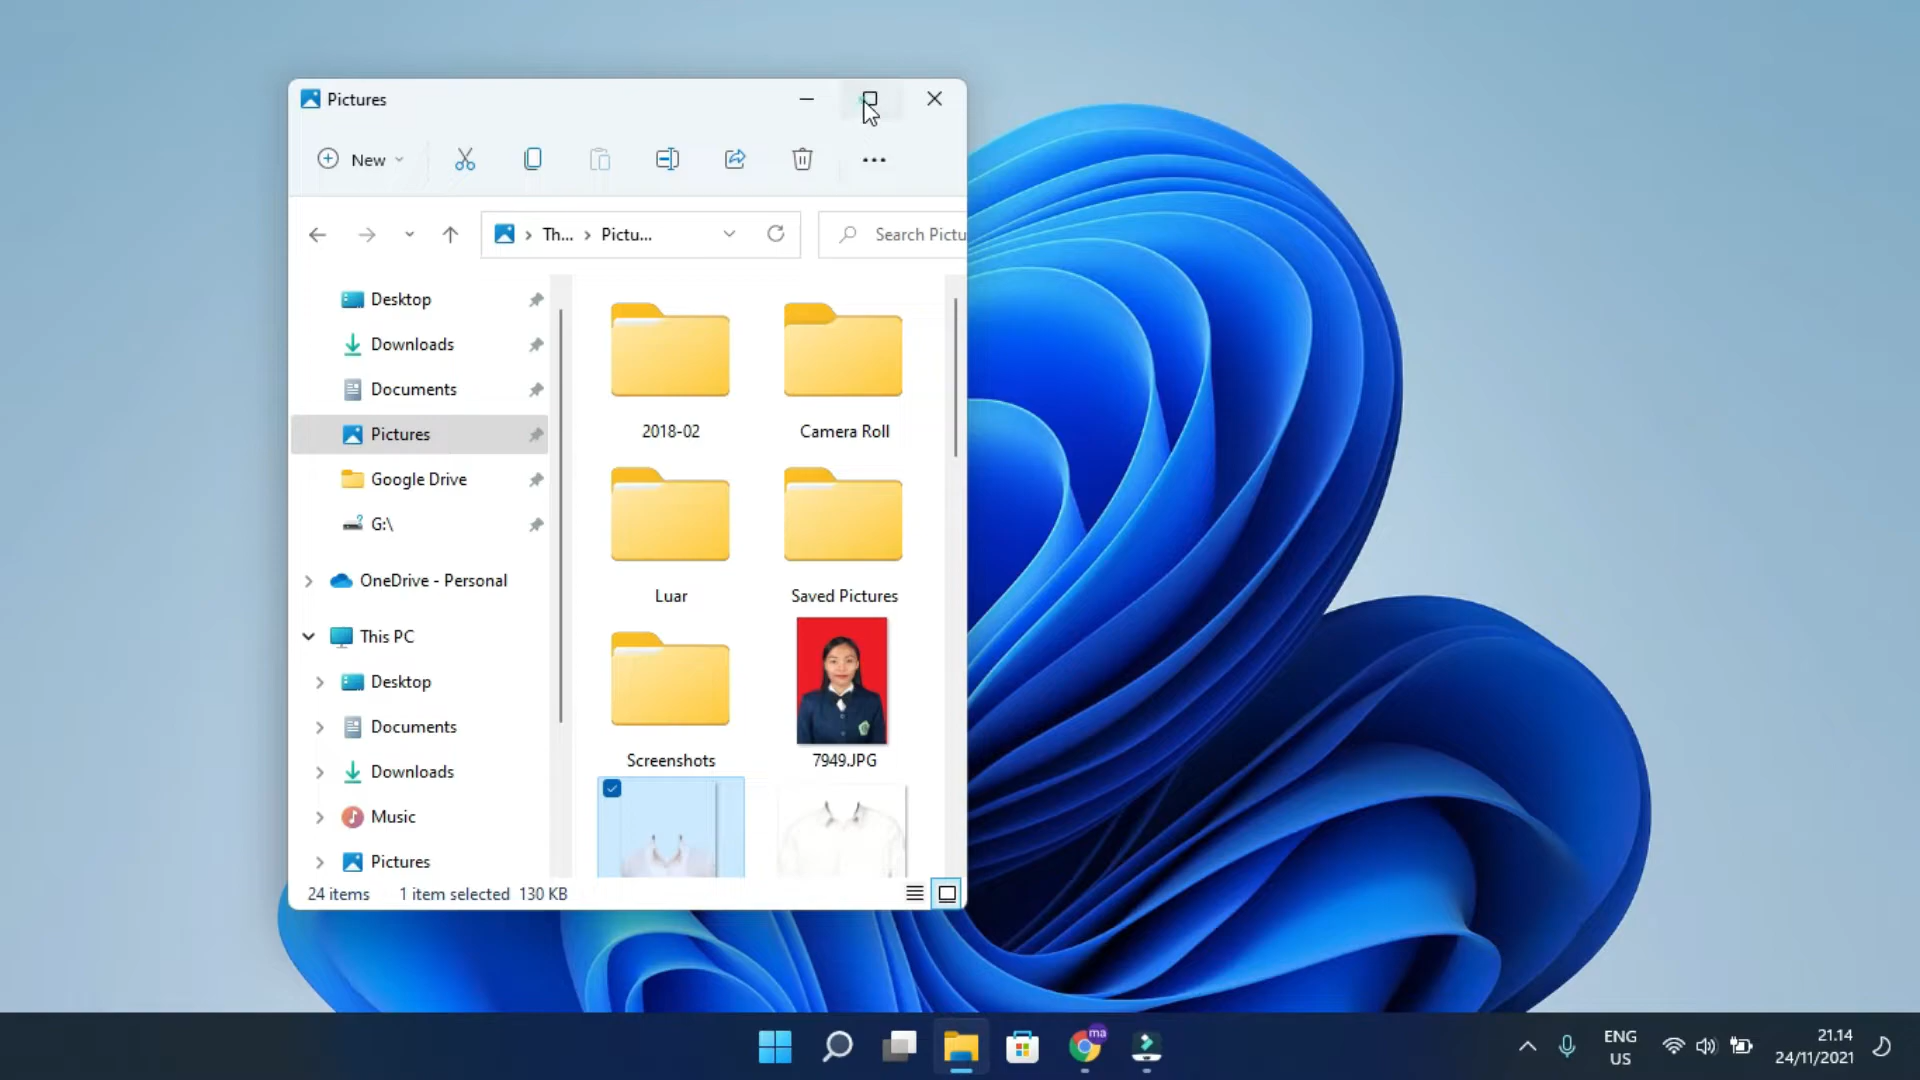 Pictures
New
Th...
Pictu...
Search Pictu
Desktop
Downloads
Documents
Pictures
Google Drive
G:\
OneDrive - Personal
This PC
Desktop
Documents
Downloads
Music
Pictures
2018-02
Camera Roll
Luar
Saved Pictures
Screenshots
7949.JPG
24 items
1 item selected
130 KB
ma
ENG
US
21.14
24/11/2021